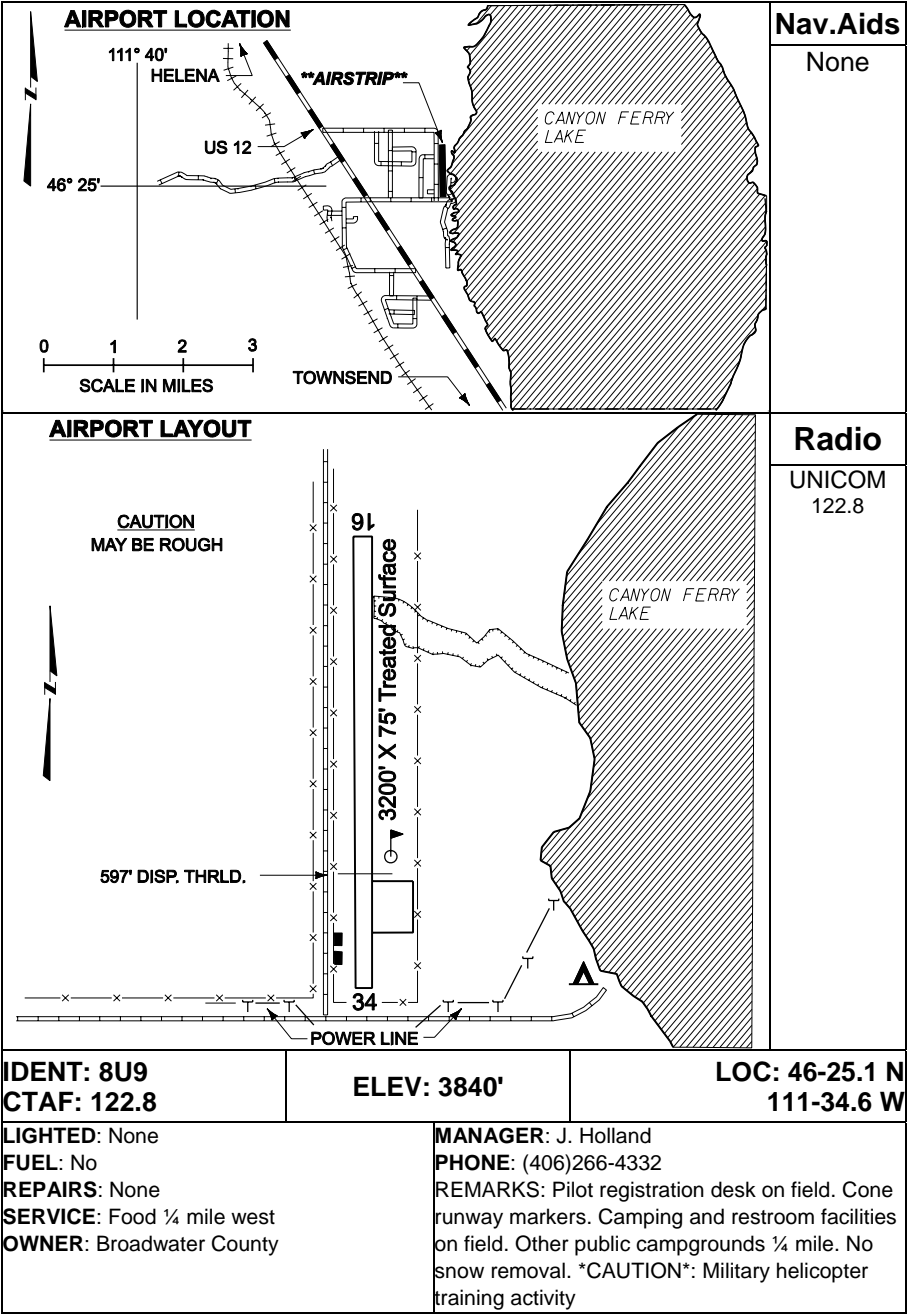 AIRPORT LOCATION
111° 40'
HELENA
**AIRSTRIP**
CANYON FERRY
LAKE
US 12
N
46° 25'
0 1 2 3
SCALE IN MILES
TOWNSEND
Nav.Aids
None
AIRPORT LAYOUT
CAUTION
MAY BE ROUGH
16
3200' X 75' Treated Surface
CANYON FERRY
LAKE
N
597' DISP. THRLD.
34
POWER LINE
Radio
UNICOM
122.8
IDENT: 8U9
CTAF: 122.8
ELEV: 3840'
LOC: 46-25.1 N
111-34.6 W
LIGHTED: None
FUEL: No
REPAIRS: None
SERVICE: Food ¼ mile west
OWNER: Broadwater County
MANAGER: J. Holland
PHONE: (406)266-4332
REMARKS: Pilot registration desk on field. Cone
runway markers. Camping and restroom facilities
on field. Other public campgrounds ¼ mile. No
snow removal. *CAUTION*: Military helicopter
training activity